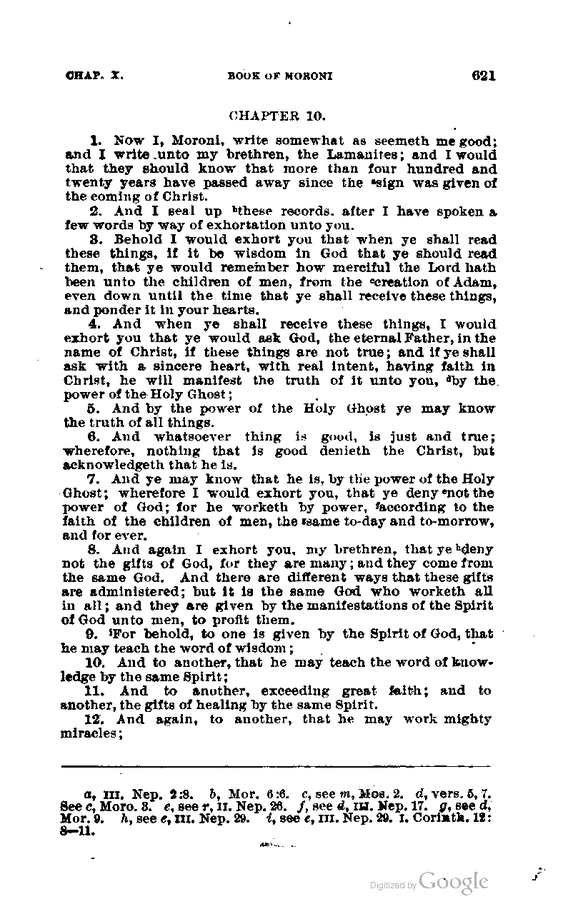 CHAP. X. BOOK OF MORONI 621
CHAPTER 10.
1. Now I, Moroni, write somewhat as seemeth me good;
and I write unto my brethren, the Lamanites; and I would
that they should know that more than four hundred and
twenty years have passed away since the ᵃsign was given of
the coming of Christ.
2. And I seal up ᵇthese records, after I have spoken a
few words by way of exhortation unto you.
3. Behold I would exhort you that when ye shall read
these things, if it be wisdom in God that ye should read
them, that ye would remember how merciful the Lord hath
been unto the children of men, from the ᶜcreation of Adam,
even down until the time that ye shall receive these things,
and ponder it in your hearts.
4. And when ye shall receive these things, I would
exhort you that ye would ask God, the eternal Father, in the
name of Christ, if these things are not true; and if ye shall
ask with a sincere heart, with real intent, having faith in
Christ, he will manifest the truth of it unto you, ᵈby the
power of the Holy Ghost;
5. And by the power of the Holy Ghost ye may know
the truth of all things.
6. And whatsoever thing is good, is just and true;
wherefore, nothing that is good denieth the Christ, but
acknowledgeth that he is.
7. And ye may know that he is, by the power of the Holy
Ghost; wherefore I would exhort you, that ye deny ᵉnot the
power of God; for he worketh by power, ᶠaccording to the
faith of the children of men, the ᵍsame to-day and to-morrow,
and for ever.
8. And again I exhort you, my brethren, that ye ʰdeny
not the gifts of God, for they are many; and they come from
the same God. And there are different ways that these gifts
are administered; but it is the same God who worketh all
in all; and they are given by the manifestations of the Spirit
of God unto men, to profit them.
9. ⁱFor behold, to one is given by the Spirit of God, that
he may teach the word of wisdom;
10. And to another, that he may teach the word of know-
ledge by the same Spirit;
11. And to another, exceeding great faith; and to
another, the gifts of healing by the same Spirit.
12. And again, to another, that he may work mighty
miracles;
a, III. Nep. 2:8. b, Mor. 6:6. c, see m, Mos. 2. d, vers. 5, 7.
See c, Moro. 3. e, see r, II. Nep. 26. f, see d, III. Nep. 17. g, see d,
Mor. 9. h, see e, III. Nep. 29. i, see e, III. Nep. 29. I. Corinth. 12:
8—11.
Digitized by Google